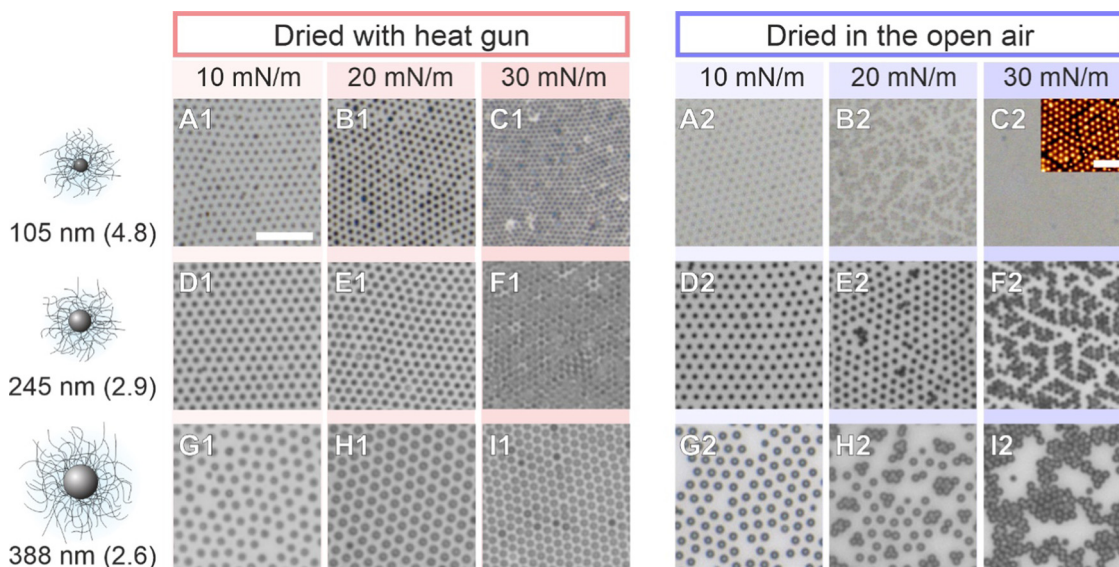 Dried with heat gun
Dried in the open air
10 mN/m 20 mN/m 30 mN/m
10 mN/m 20 mN/m 30 mN/m
A1 B1 C1 A2 B2 C2
105 nm (4.8)
D1 E1 F1 D2 E2 F2
245 nm (2.9)
G1 H1 I1 G2 H2 I2
388 nm (2.6)